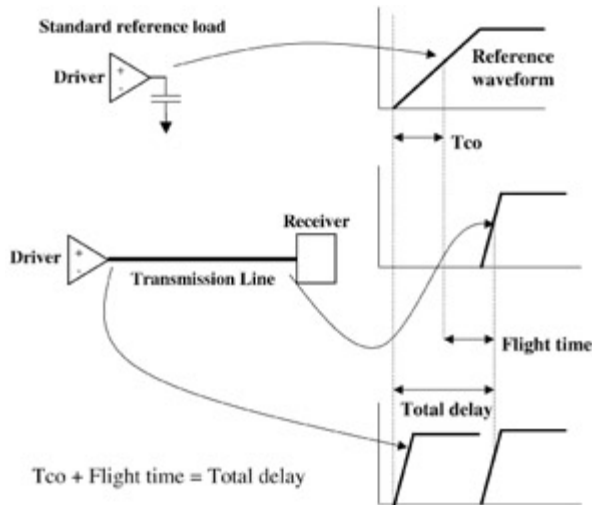 Standard reference load
Driver
+
-
Reference
waveform
Tco
Receiver
Driver
+
-
Transmission Line
Flight time
Total delay
Tco + Flight time = Total delay